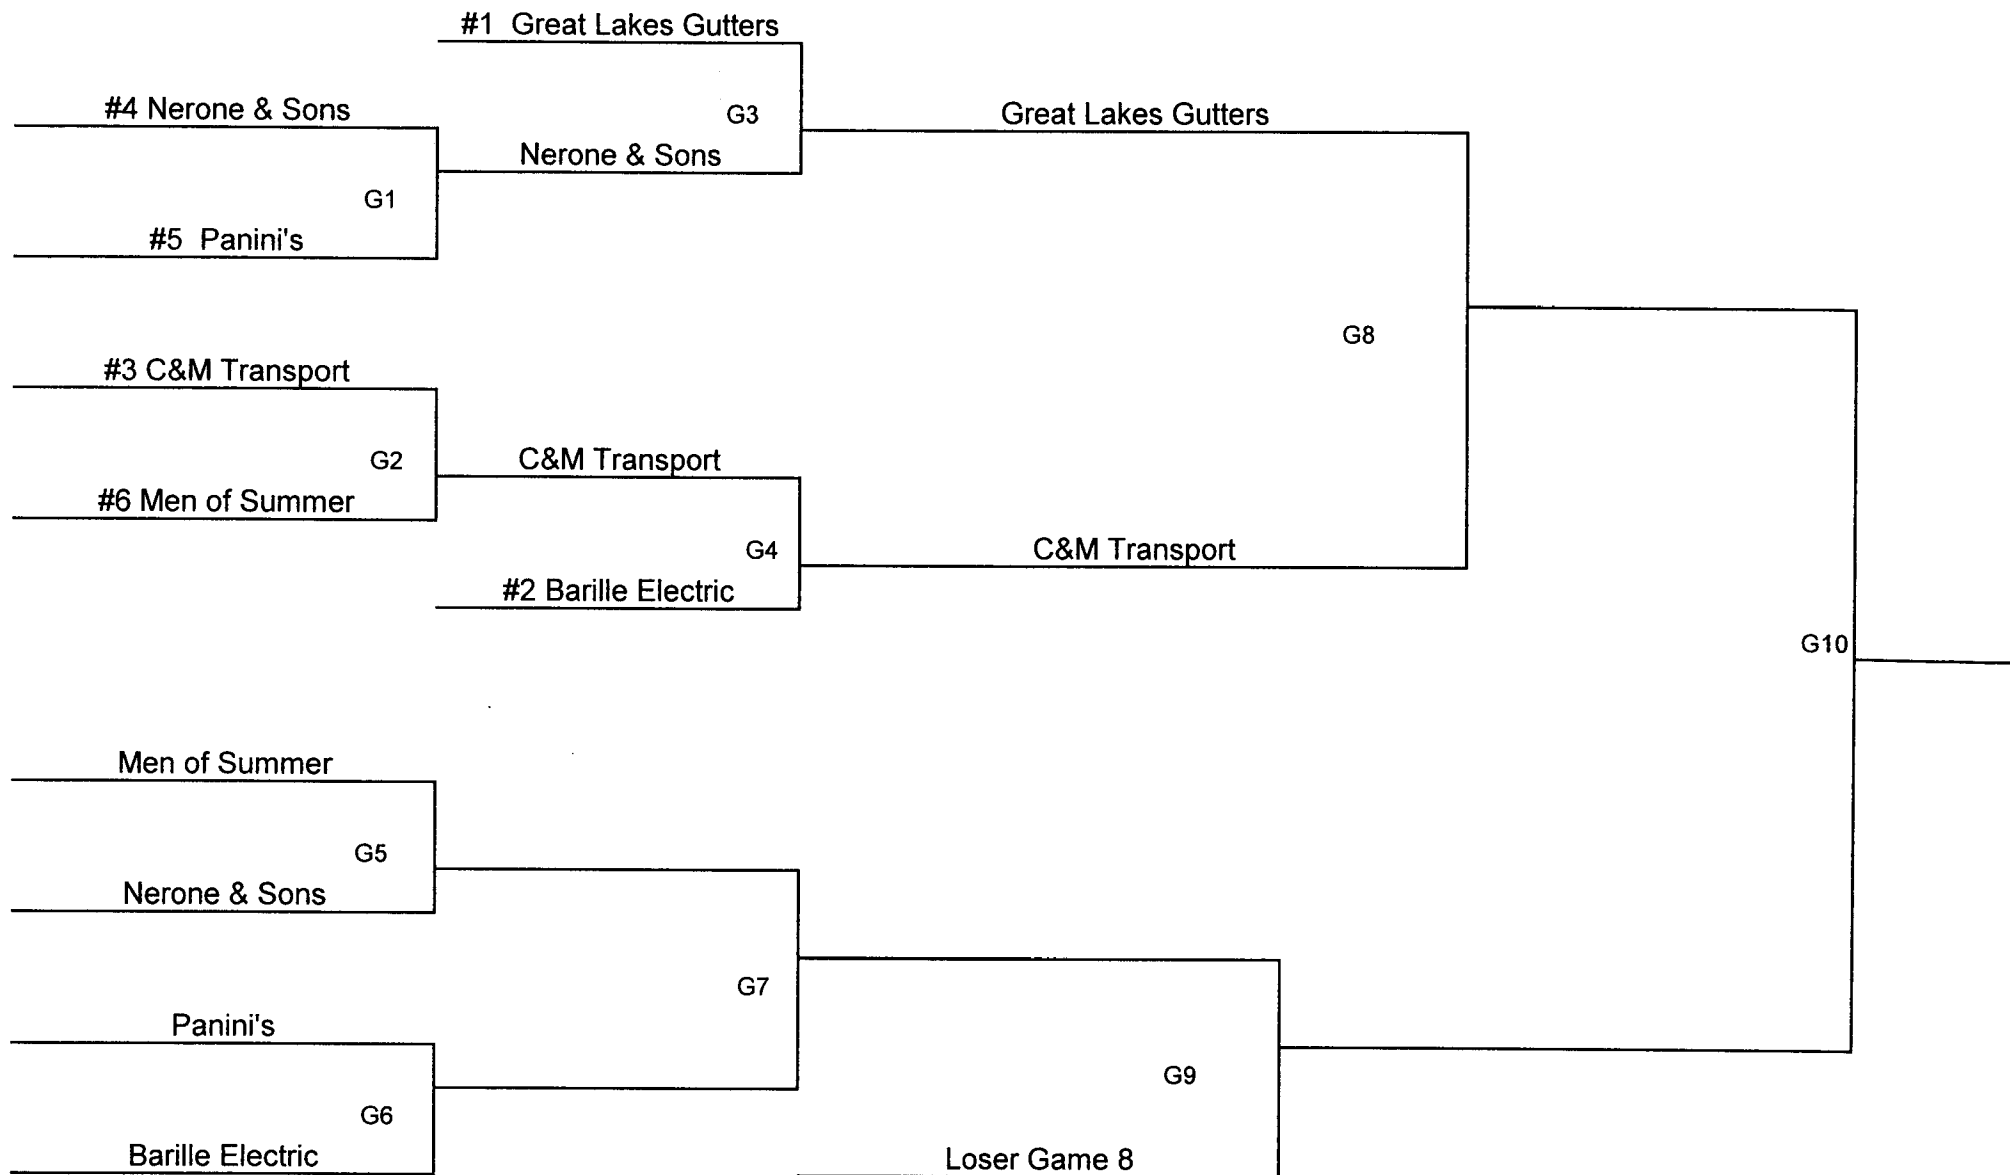 #1  Great Lakes Gutters
#4 Nerone & Sons
G3
Great Lakes Gutters
Nerone & Sons
G1
#5  Panini's
G8
#3 C&M Transport
G2
C&M Transport
#6 Men of Summer
G4
C&M Transport
#2 Barille Electric
G10
Men of Summer
G5
Nerone & Sons
G7
Panini's
G9
G6
Barille Electric
Loser Game 8